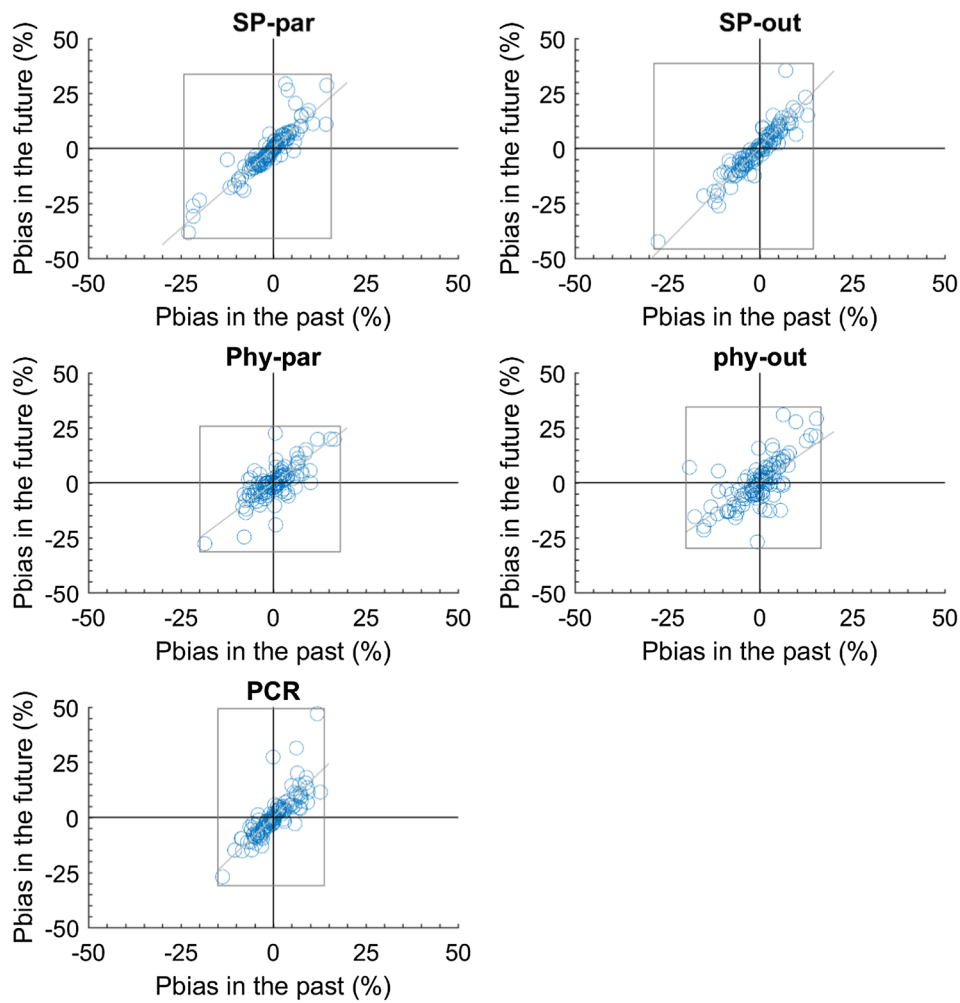 SP-par
50
25
0
-25
-50
Pbias in the future (%)
-50 -25 0 25 50
Pbias in the past (%)
SP-out
50
25
0
-25
-50
Pbias in the future (%)
-50 -25 0 25 50
Pbias in the past (%)
Phy-par
50
25
0
-25
-50
Pbias in the future (%)
-50 -25 0 25 50
Pbias in the past (%)
phy-out
50
25
0
-25
-50
Pbias in the future (%)
-50 -25 0 25 50
Pbias in the past (%)
PCR
50
25
0
-25
-50
Pbias in the future (%)
-50 -25 0 25 50
Pbias in the past (%)